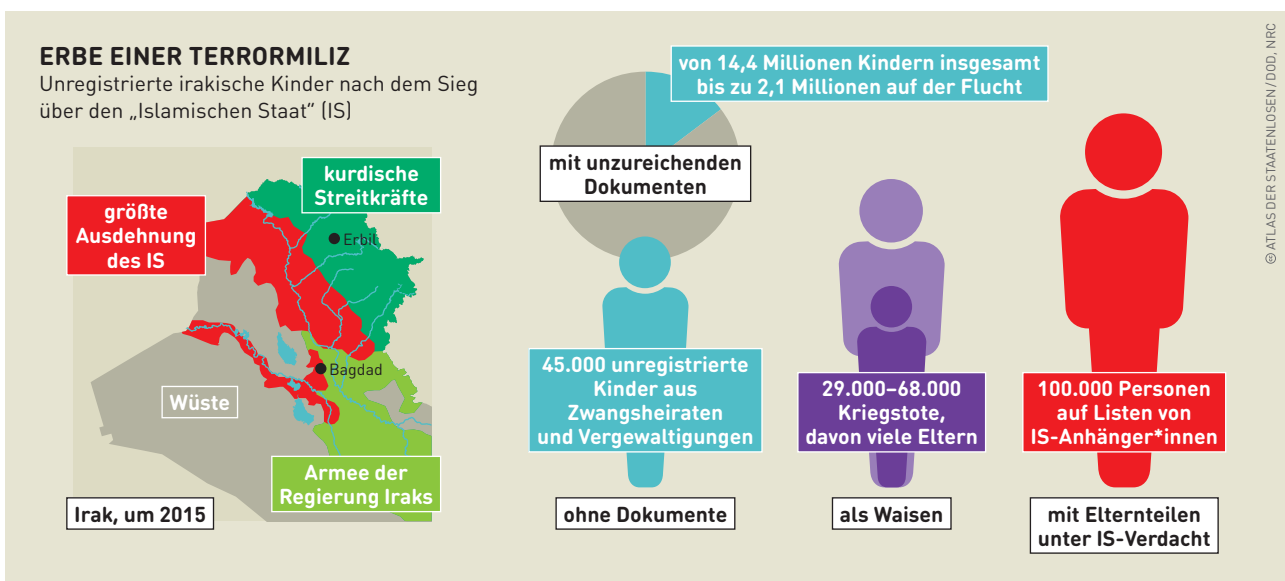 ERBE EINER TERRORMILIZ
Unregistrierte irakische Kinder nach dem Sieg
über den „Islamischen Staat“ (IS)
kurdische
Streitkräfte
größte
Ausdehnung
des IS
Erbil
Bagdad
Wüste
Armee der
Regierung Iraks
Irak, um 2015
von 14,4 Millionen Kindern insgesamt
bis zu 2,1 Millionen auf der Flucht
mit unzureichenden
Dokumenten
45.000 unregistrierte
Kinder aus
Zwangsheiraten
und Vergewaltigungen
ohne Dokumente
29.000–68.000
Kriegstote,
davon viele Eltern
als Waisen
100.000 Personen
auf Listen von
IS-Anhänger*innen
mit Elternteilen
unter IS-Verdacht
ATLAS DER STAATENLOSEN / DOD, NRC